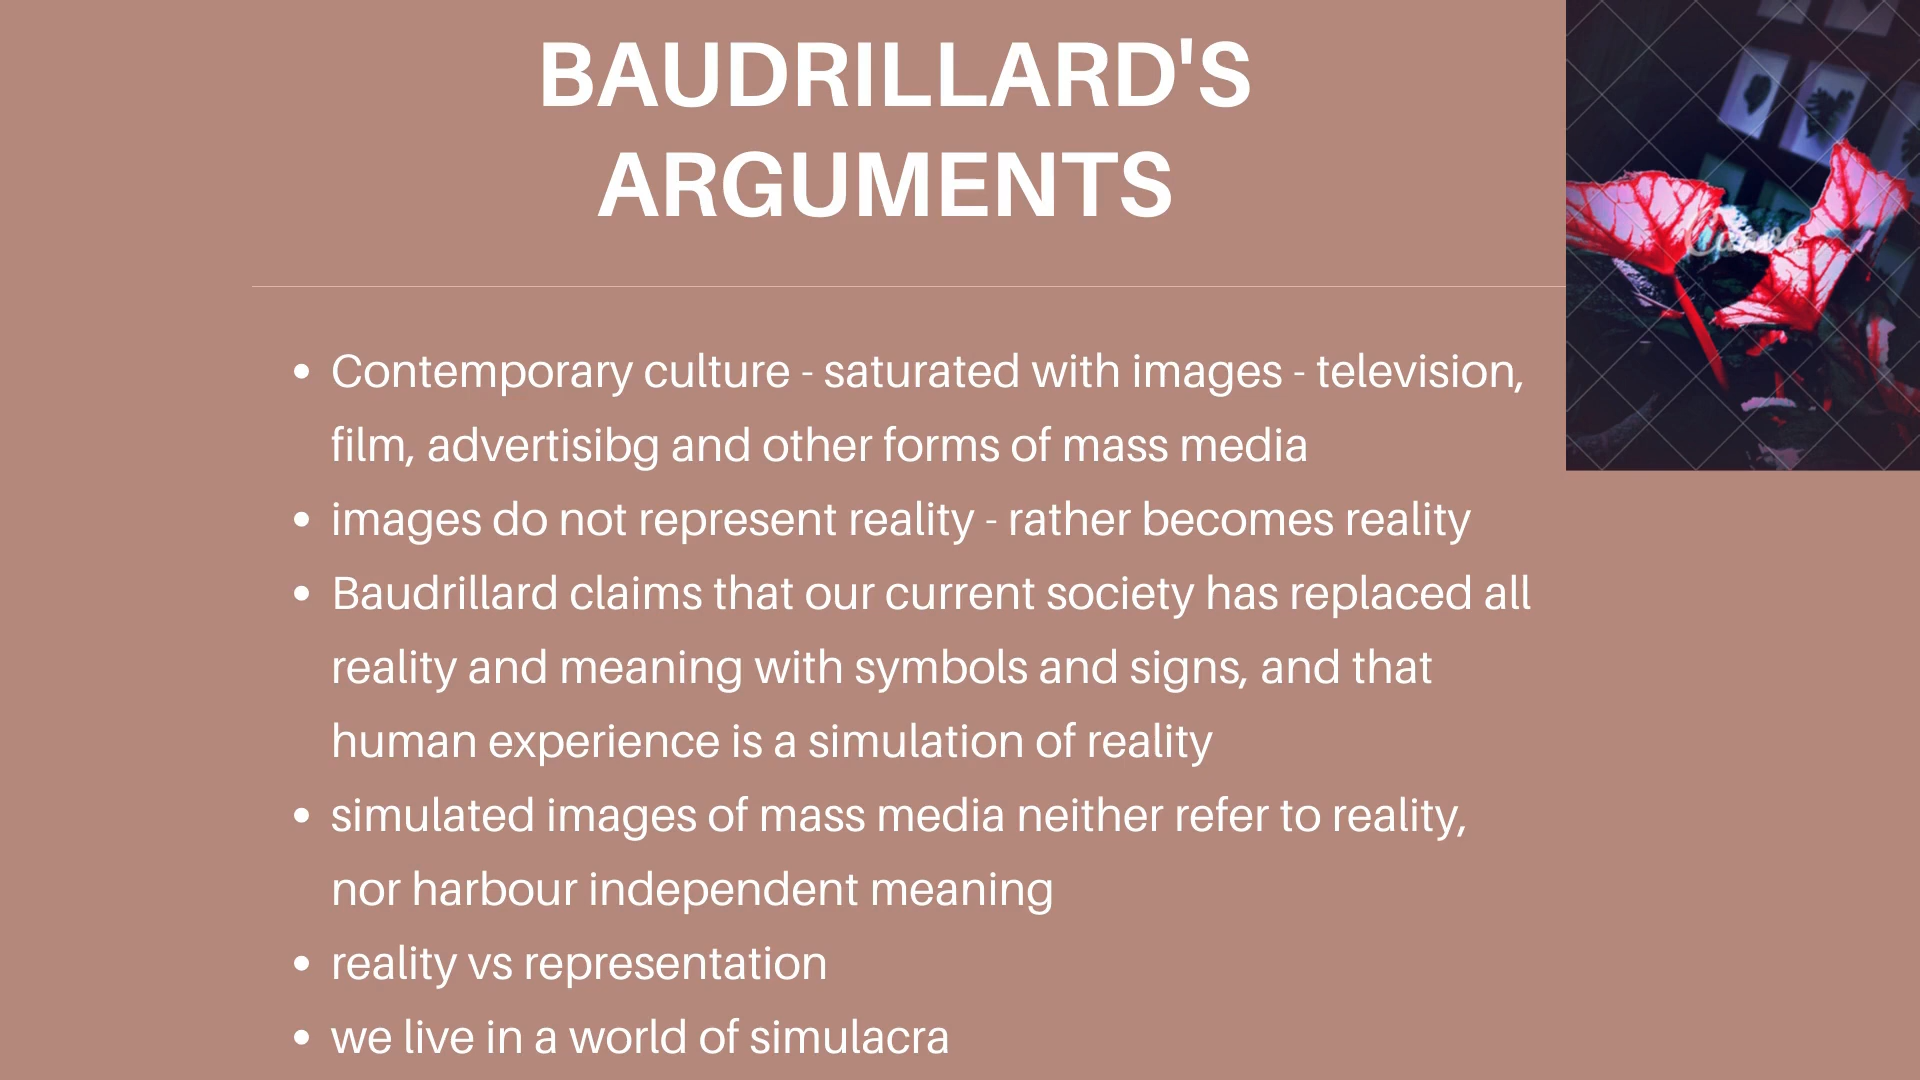 BAUDRILLARD'S
ARGUMENTS
Canva
• Contemporary culture - saturated with images - television,
film, advertisibg and other forms of mass media
• images do not represent reality - rather becomes reality
• Baudrillard claims that our current society has replaced all
reality and meaning with symbols and signs, and that
human experience is a simulation of reality
• simulated images of mass media neither refer to reality,
nor harbour independent meaning
• reality vs representation
• we live in a world of simulacra